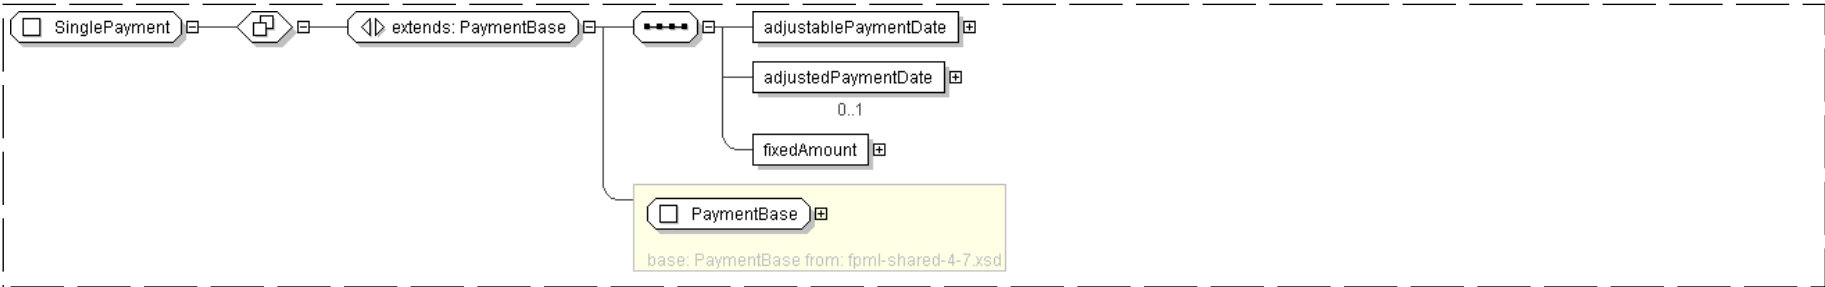 SinglePayment
extends: PaymentBase
adjustablePaymentDate
adjustedPaymentDate
0..1
fixedAmount
PaymentBase
base: PaymentBase from: fpml-shared-4-7.xsd